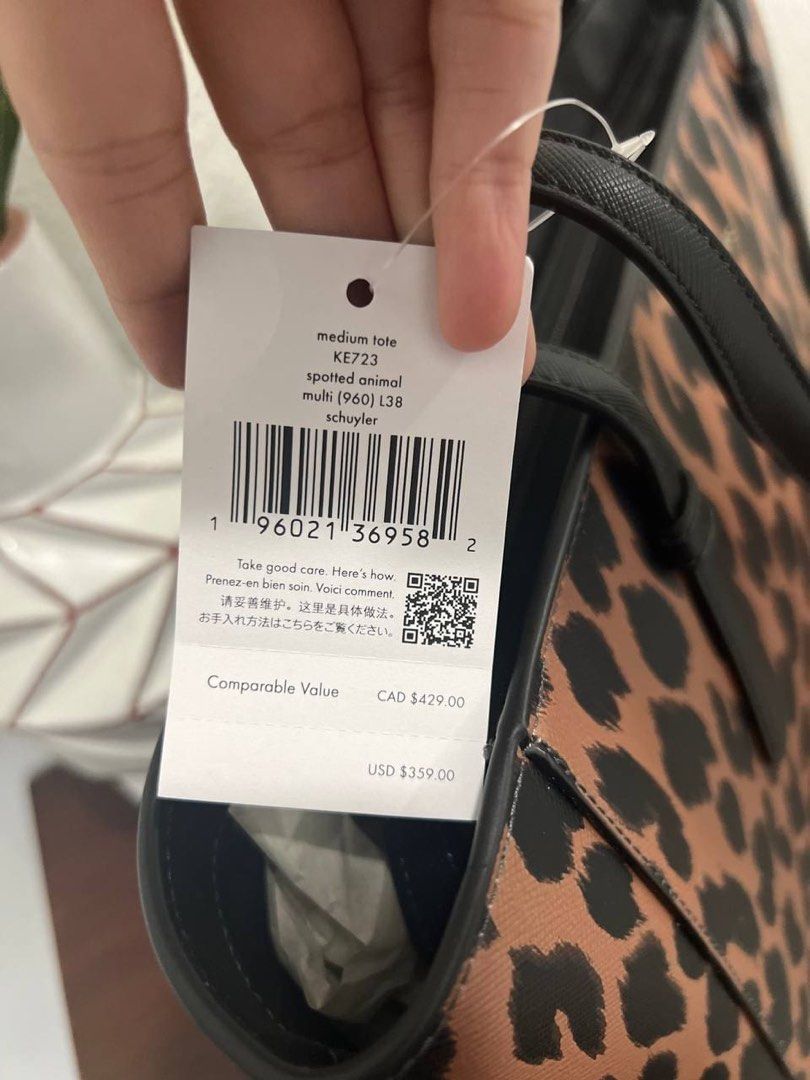 medium tote
KE723
spotted animal
multi (960) L38
schuyler
1 96021 36958 2
Take good care. Here's how.
Prenez-en bien soin. Voici comment.
请妥善维护。这里是具体做法。
お手入れ方法はこちらをご覧ください。
Comparable Value CAD $429.00
USD $359.00